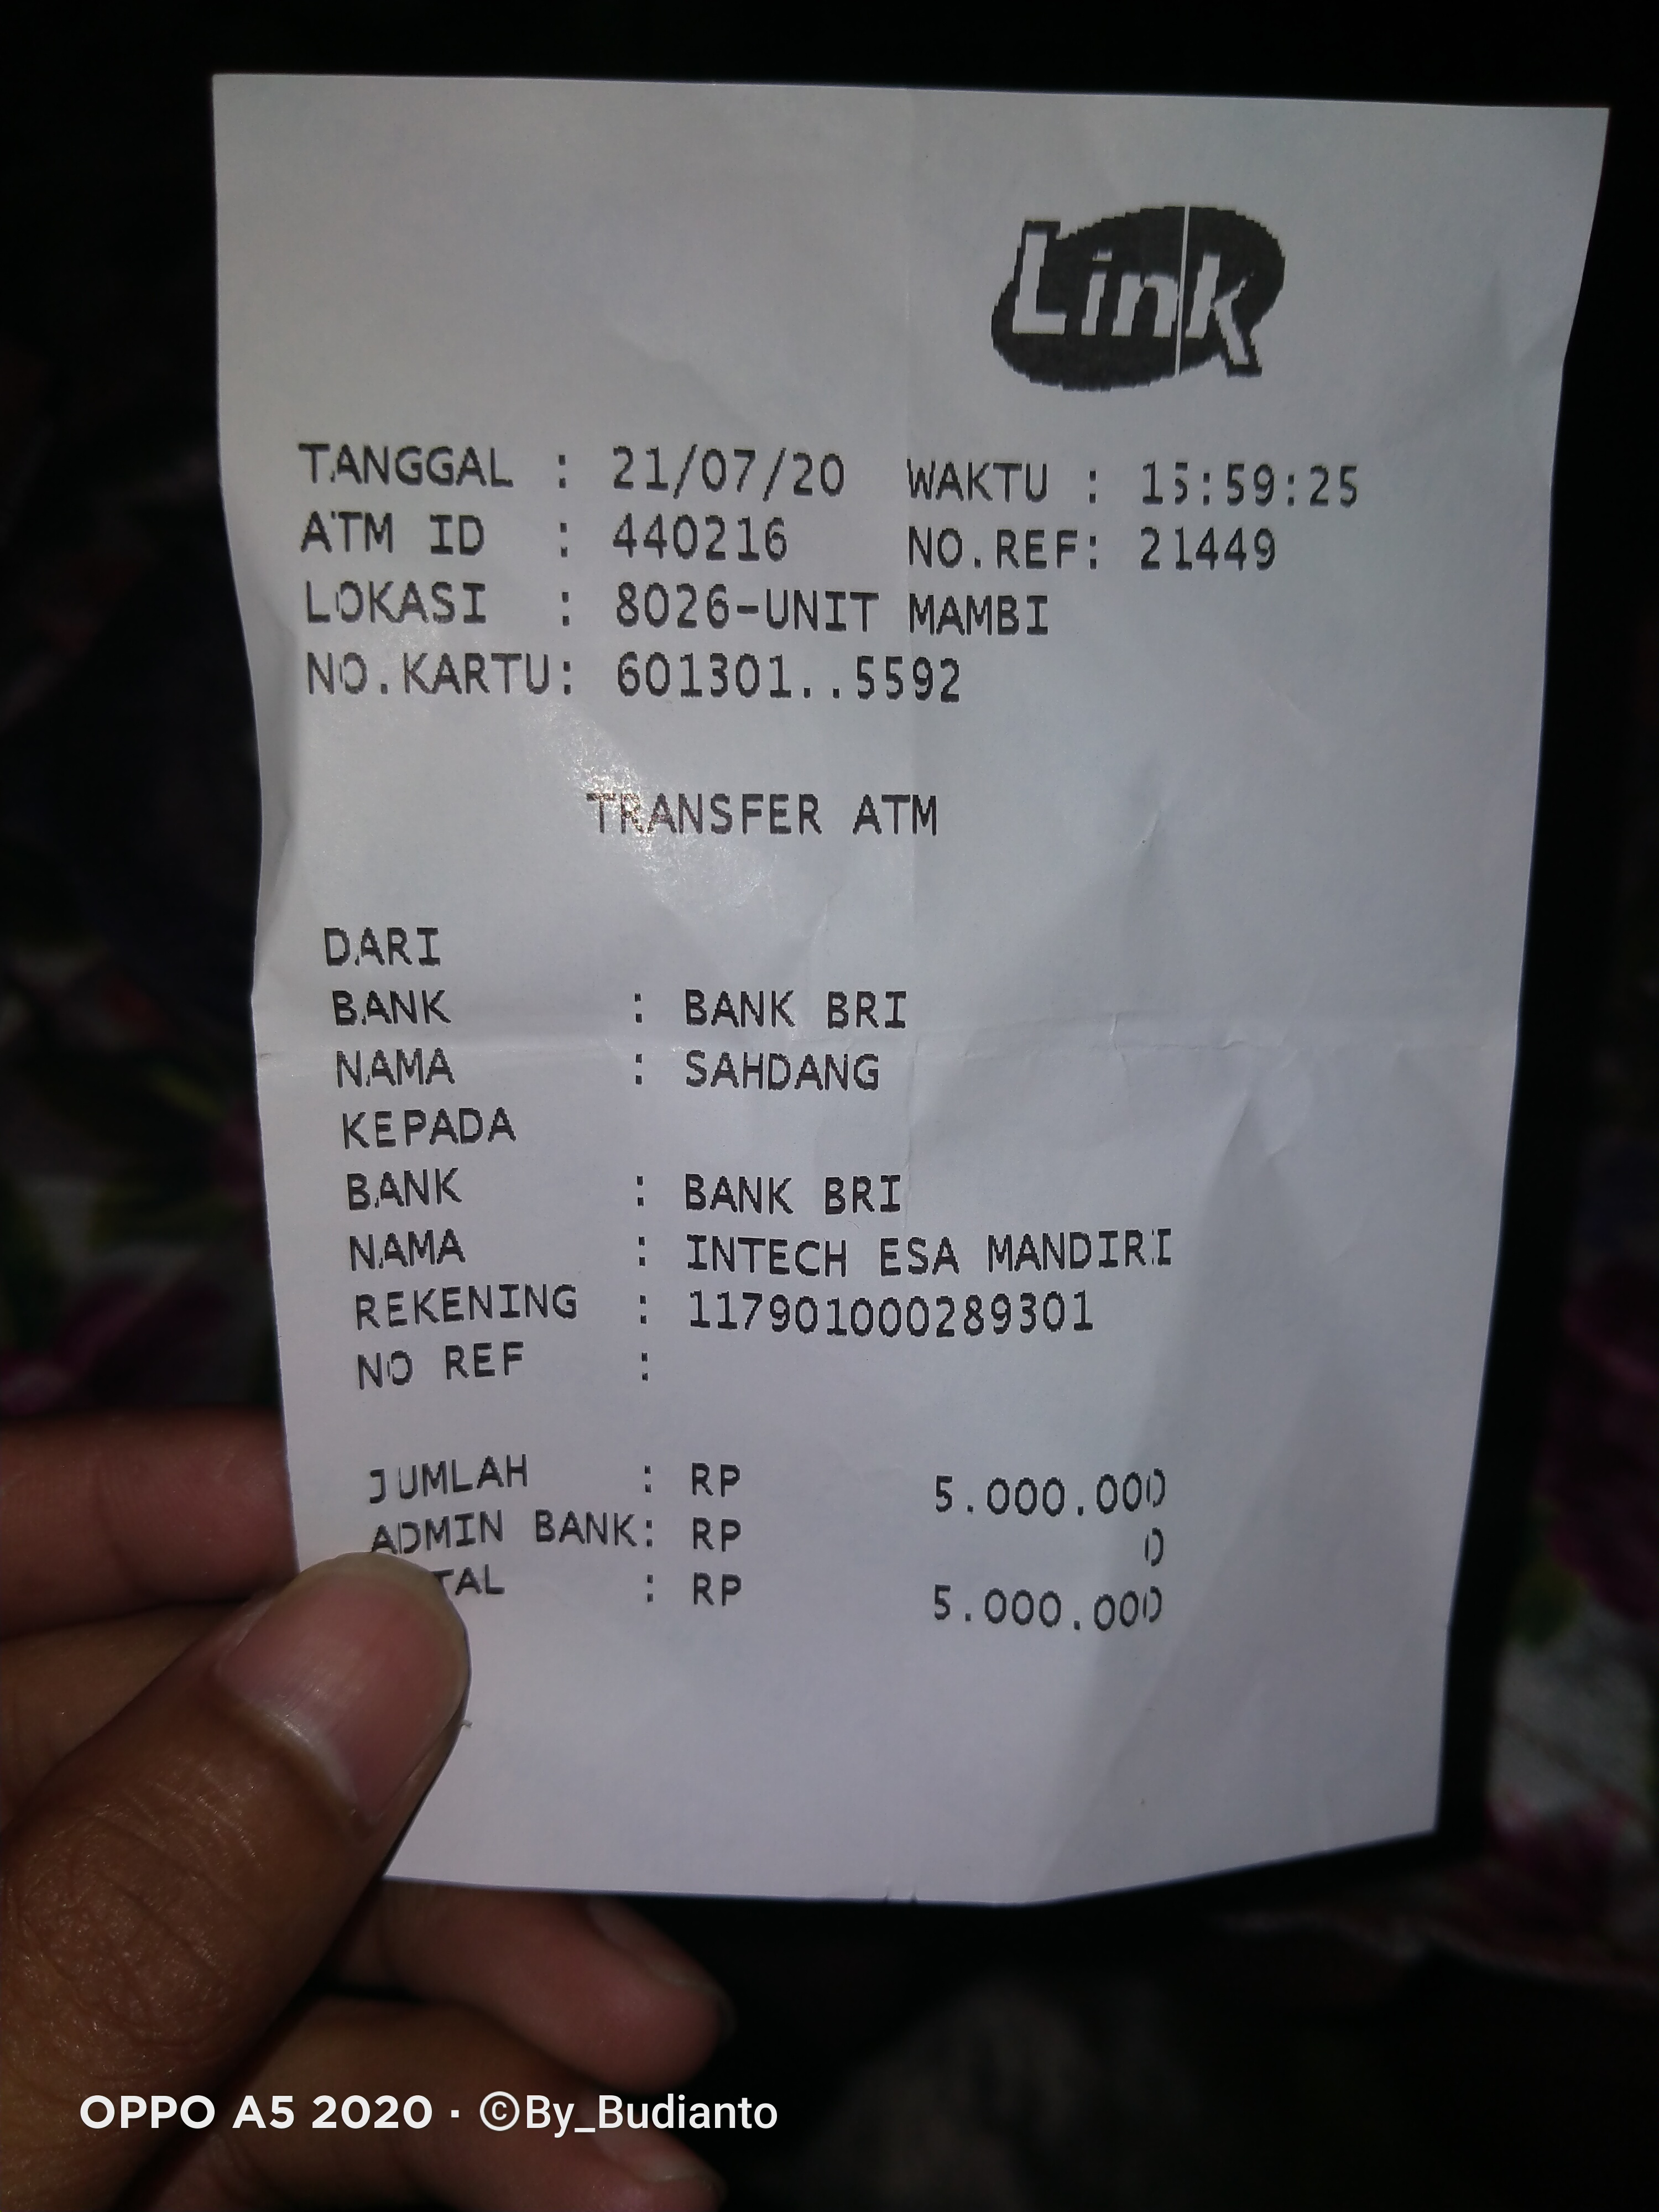 Link
TANGGAL : 21/07/20 WAKTU : 15:59:25
ATM ID : 440216 NO.REF: 21449
LOKASI : 8026-UNIT MAMBI
NO.KARTU: 601301..5592
TRANSFER ATM
DARI
BANK : BANK BRI
NAMA : SAHDANG
KEPADA
BANK : BANK BRI
NAMA : INTECH ESA MANDIRI
REKENING : 117901000289301
NO REF :
JUMLAH : RP 5.000.000
ADMIN BANK: RP 0
TAL : RP 5.000.000
OPPO A5 2020 · ©By_Budianto